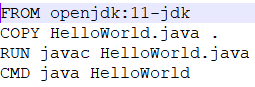 FROM openjdk:11-jdk
COPY HelloWorld.java .
RUN javac HelloWorld.java
CMD java HelloWorld